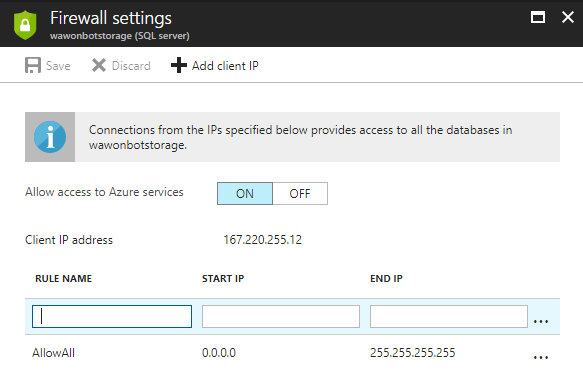 Firewall settings
wawonbotstorage (SQL server)
Save Discard Add client IP
Connections from the IPs specified below provides access to all the databases in
wawonbotstorage.
Allow access to Azure services ON OFF
Client IP address 167.220.255.12
RULE NAME START IP END IP
...
AllowAll 0.0.0.0 255.255.255.255 ...